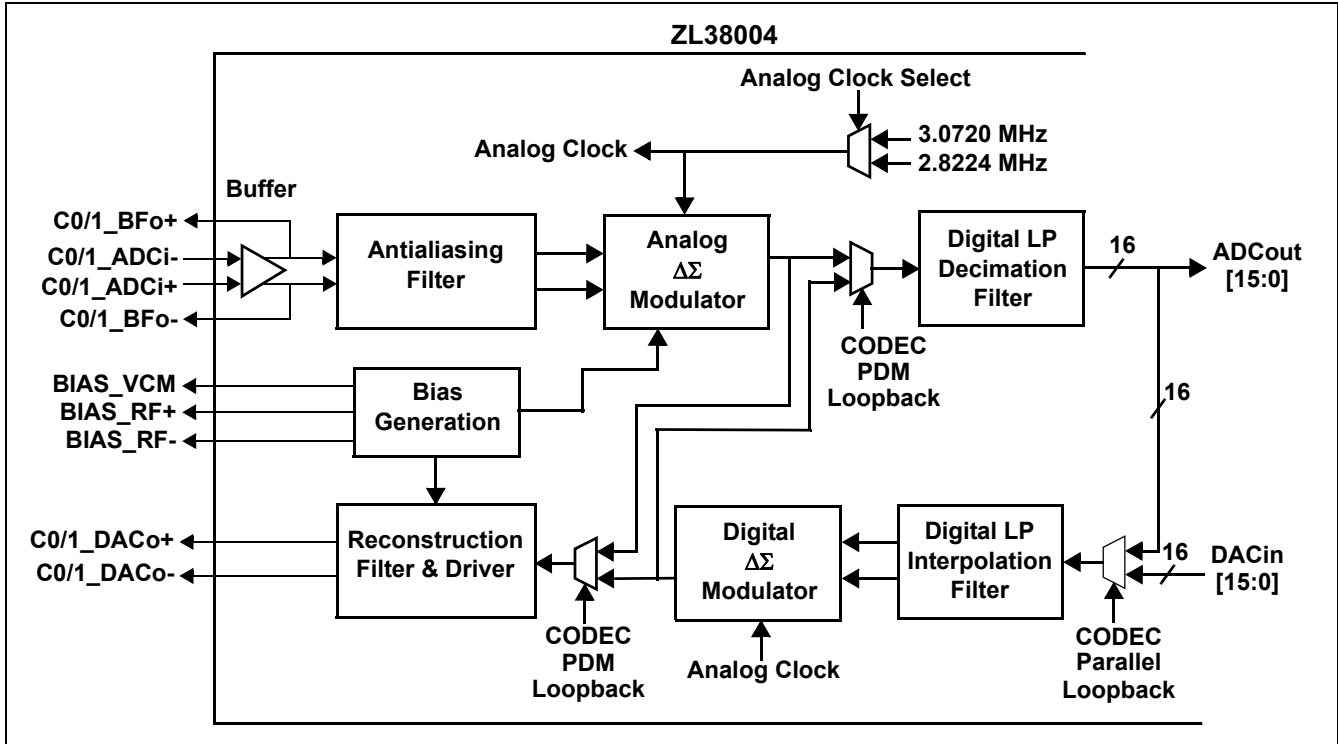 ZL38004
Analog Clock Select
3.0720 MHz
2.8224 MHz
Analog Clock
Buffer
C0/1_BFo+
C0/1_ADCi-
C0/1_ADCi+
C0/1_BFo-
Antialiasing
Filter
Analog
ΔΣ
Modulator
Digital LP
Decimation
Filter
16
ADCout
[15:0]
CODEC
PDM
Loopback
16
BIAS_VCM
BIAS_RF+
BIAS_RF-
Bias
Generation
C0/1_DACo+
C0/1_DACo-
Reconstruction
Filter & Driver
Digital
ΔΣ
Modulator
Digital LP
Interpolation
Filter
16
DACin
[15:0]
CODEC
PDM
Loopback
Analog Clock
CODEC
Parallel
Loopback